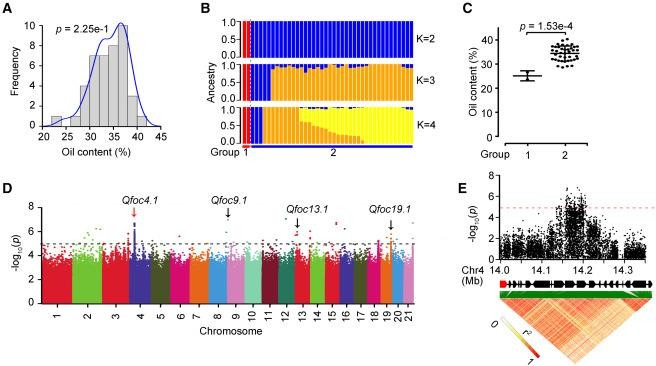 A
p = 2.25e-1
Frequency
10
8
6
4
2
0
20 25 30 35 40 45
Oil content (%)
B
Ancestry
1.0
0.5
0.0
K=2
1.0
0.5
0.0
K=3
1.0
0.5
0.0
K=4
Group 1 2
C
p = 1.53e-4
Oil content (%)
40
30
20
10
0
Group 1 2
D
Qfoc4.1 Qfoc9.1 Qfoc13.1 Qfoc19.1
-log10(p)
8
6
4
2
0
1 2 3 4 5 6 7 8 9 10 11 12 13 14 15 16 17 18 19 20 21
Chromosome
E
-log10(p)
8
6
4
2
0
Chr4 14.0 14.1 14.2 14.3
(Mb)
0 r² 1